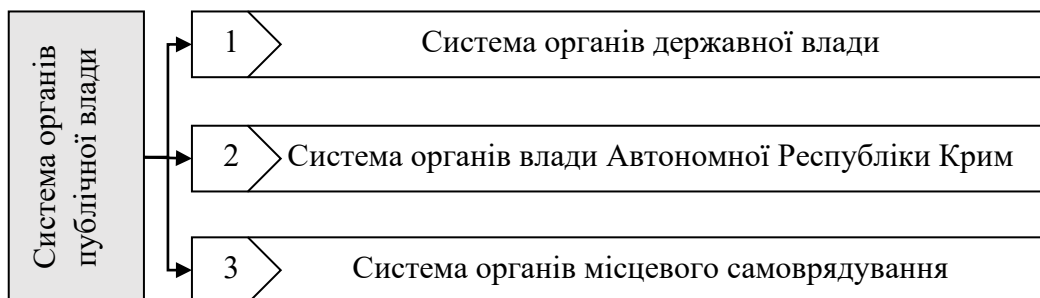 Система органів
публічної влади
1 Система органів державної влади
2 Система органів влади Автономної Республіки Крим
3 Система органів місцевого самоврядування